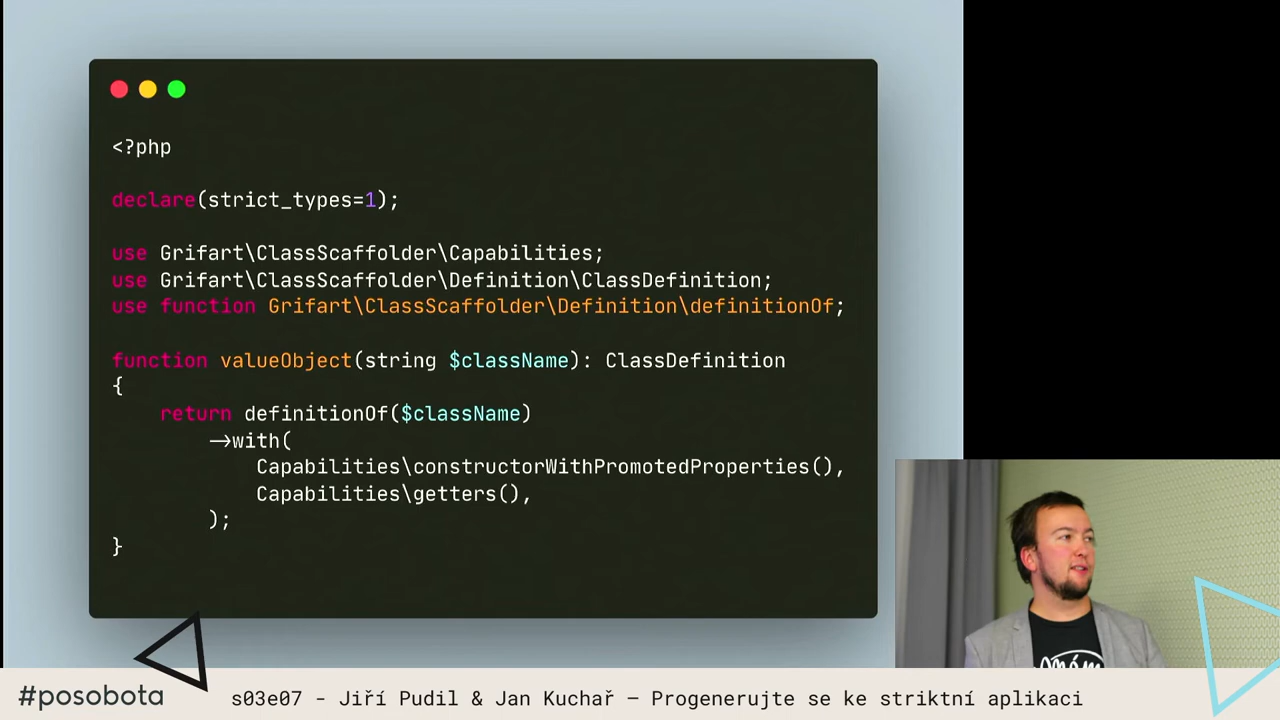 <?php
declare(strict_types=1);
use Grifart\ClassScaffolder\Capabilities;
use Grifart\ClassScaffolder\Definition\ClassDefinition;
use function Grifart\ClassScaffolder\Definition\definitionOf;
function valueObject(string $className): ClassDefinition
{
return definitionOf($className)
->with(
Capabilities\constructorWithPromotedProperties(),
Capabilities\getters(),
);
}
#posobota
s03e07 - Jiří Pudil & Jan Kuchař – Progenerujte se ke striktní aplikaci